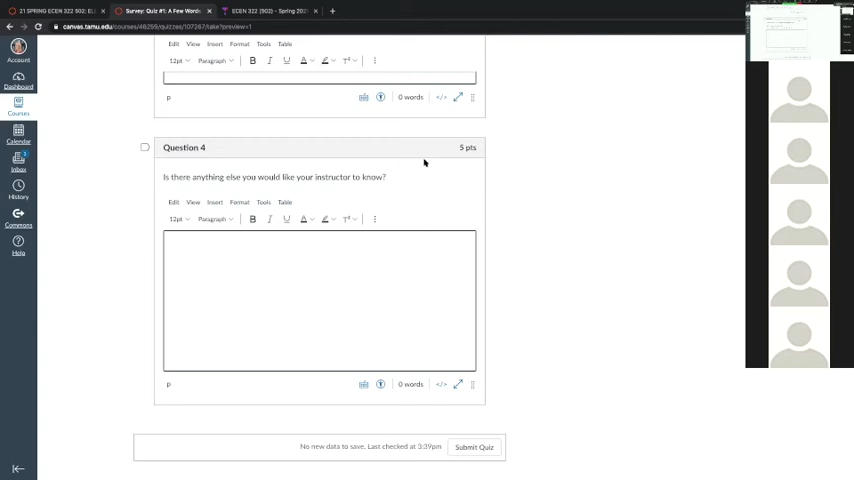 21 SPRING ECEN 322 502: EL
Survey: Quiz #1: A Few Words
ECEN 322 (502) - Spring 202
canvas.tamu.edu/courses/46255/quizzes/107267/take?preview=1
Account
Dashboard
Courses
Calendar
Inbox
History
Commons
Help
Edit View Insert Format Tools Table
12pt Paragraph B I U A T²
p 0 words </>
Question 4 5 pts
Is there anything else you would like your instructor to know?
Edit View Insert Format Tools Table
12pt Paragraph B I U A T²
p 0 words </>
No new data to save. Last checked at 3:39pm Submit Quiz